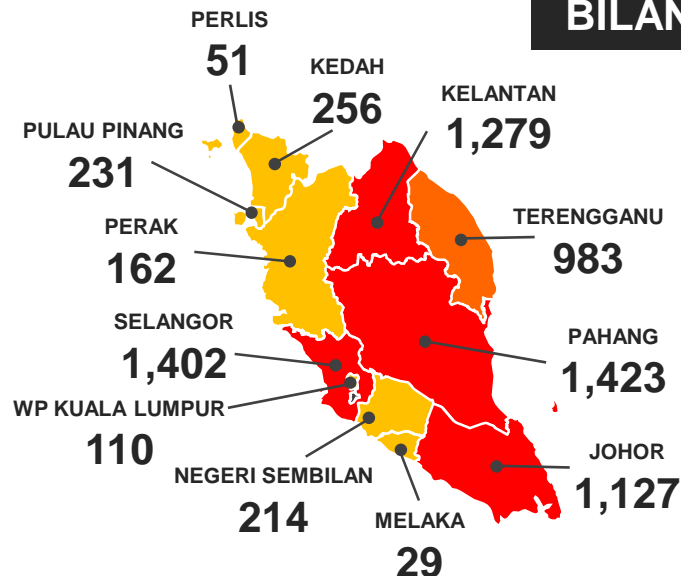 BILAN
PERLIS
51
KEDAH
256
KELANTAN
1,279
PULAU PINANG
231
TERENGGANU
983
PERAK
162
SELANGOR
1,402
PAHANG
1,423
WP KUALA LUMPUR
110
JOHOR
1,127
NEGERI SEMBILAN
214
MELAKA
29